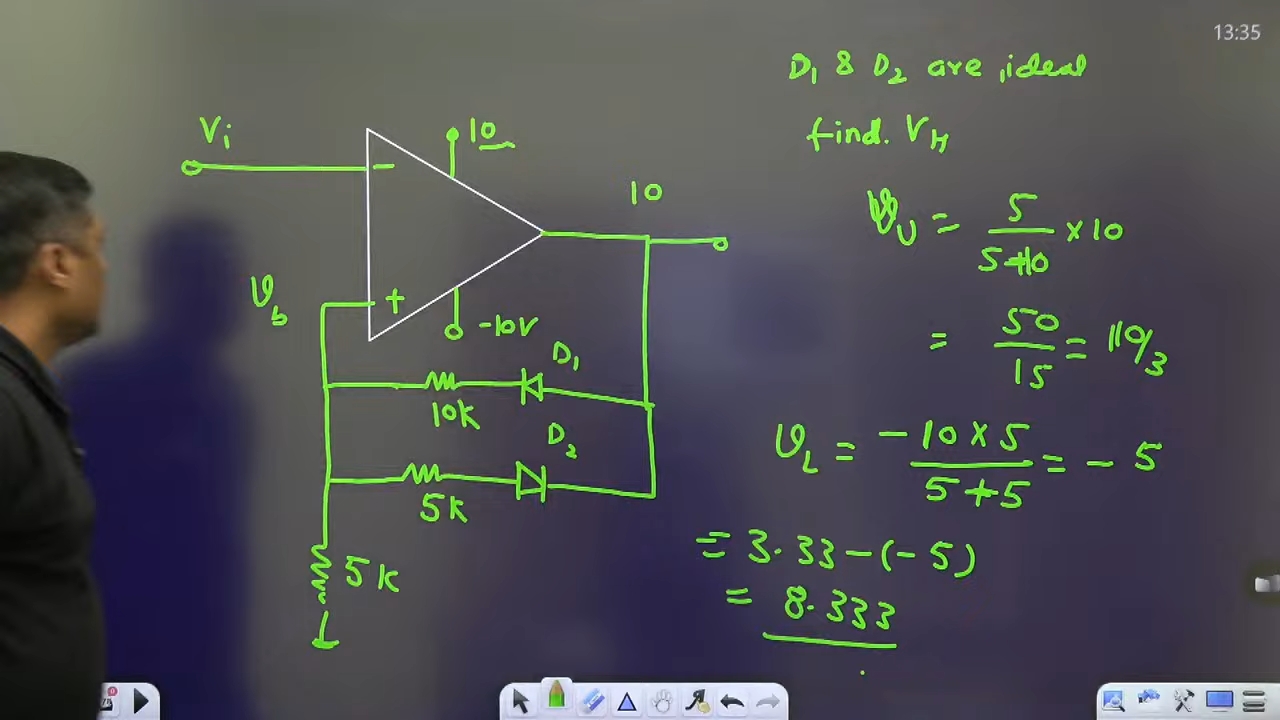 13:35
D1 & D2 are ideal
find. VH
Vi
-
10
10
VU = 5/(5+10) × 10
Vb
+
-10V
= 50/15 = 10/3
D1
10K
D2
VL = -10 × 5/(5+5) = -5
5K
= 3.33 - (-5)
5K
= 8.333